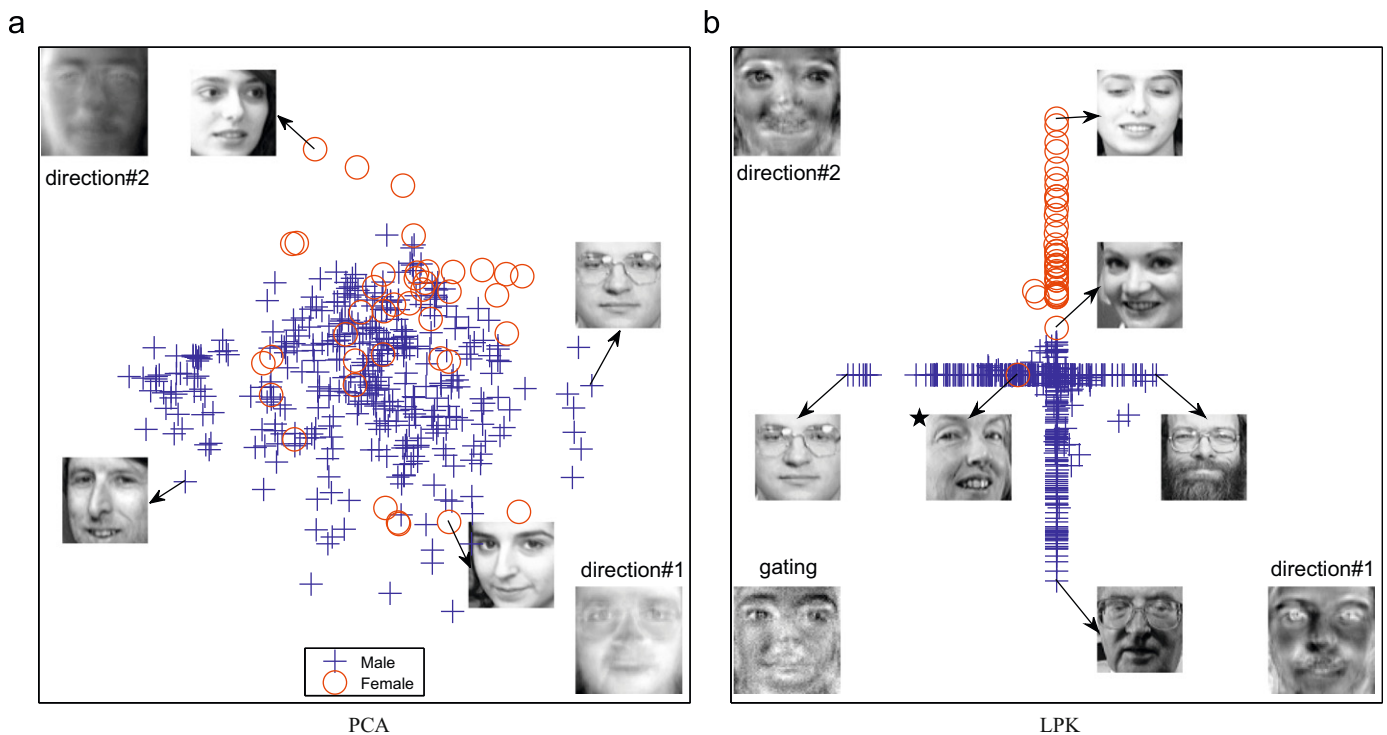 a
direction#2
direction#1
Male
Female
PCA
b
direction#2
gating
direction#1
LPK